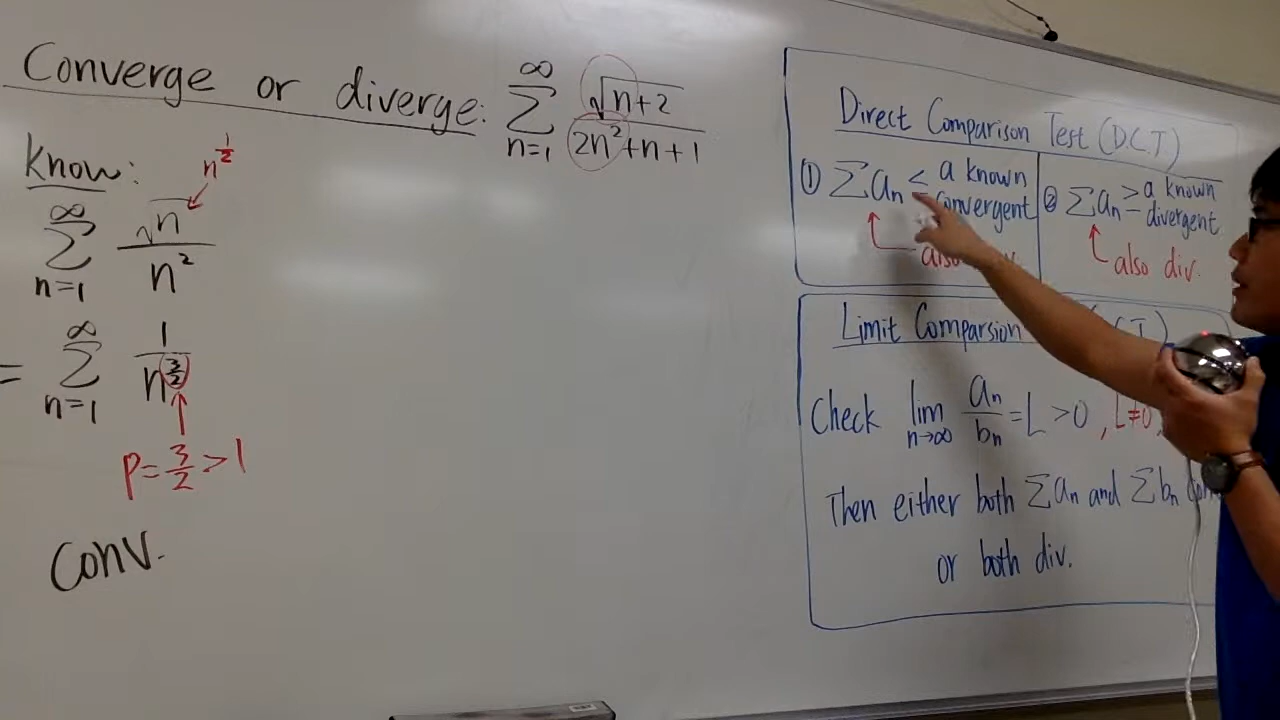 Converge or diverge: ∞ Σ n=1 √n+2 / 2n²+n+1
Know:
n^1/2
∞ Σ n=1 √n / n²
= ∞ Σ n=1 1 / n^3/2
p=3/2>1
Conv.
Direct Comparison Test (D.C.T)
① Σan ≤ a known convergent
also
② Σan ≥ a known divergent
also div.
Limit Comparsion
Check lim n→∞ an/bn = L >0, L≠0,
Then either both Σan and Σbn
or both div.